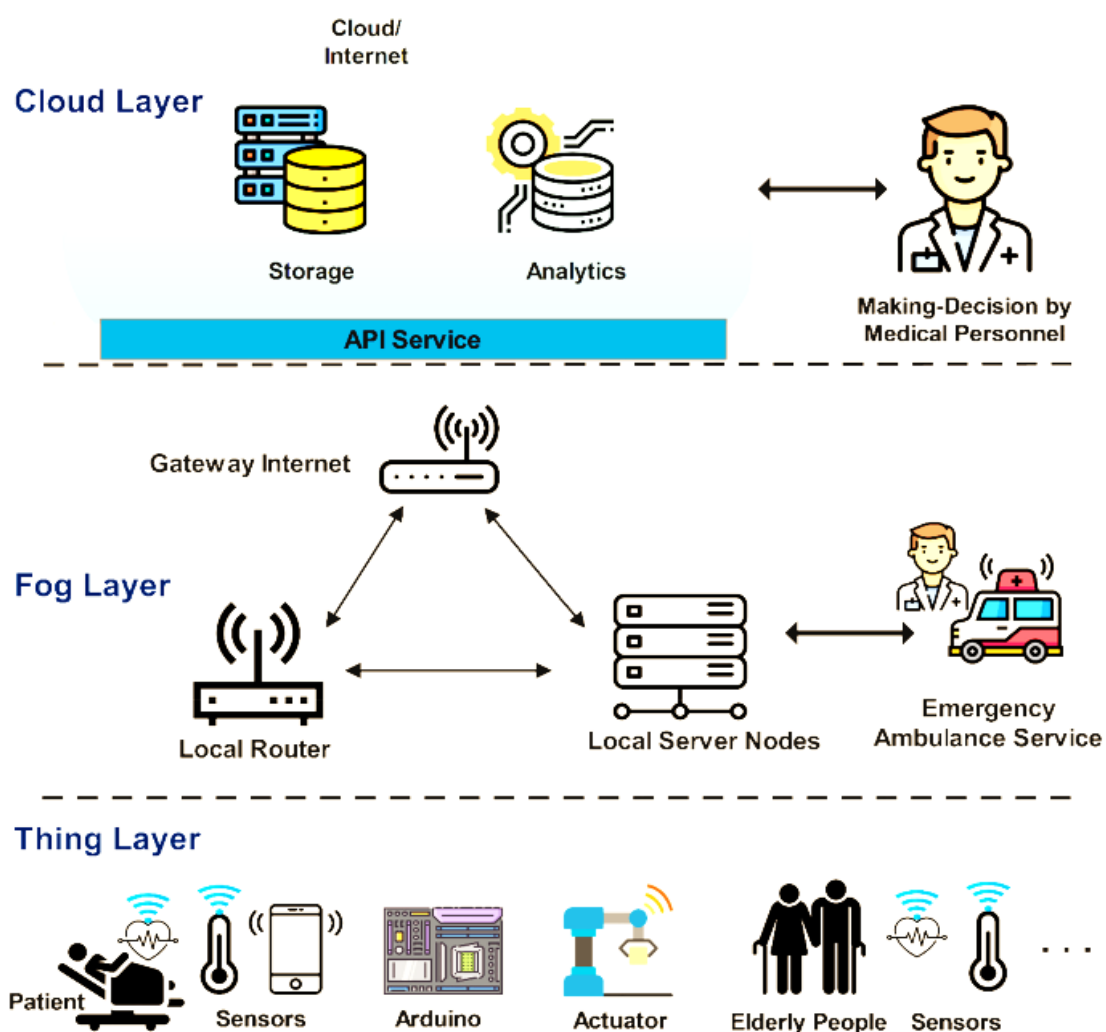 Cloud/
Internet
Cloud Layer
Storage
Analytics
Making-Decision by
Medical Personnel
API Service
Gateway Internet
Fog Layer
Local Router
Local Server Nodes
Emergency
Ambulance Service
Thing Layer
Patient
Sensors
Arduino
Actuator
Elderly People
Sensors
. . .